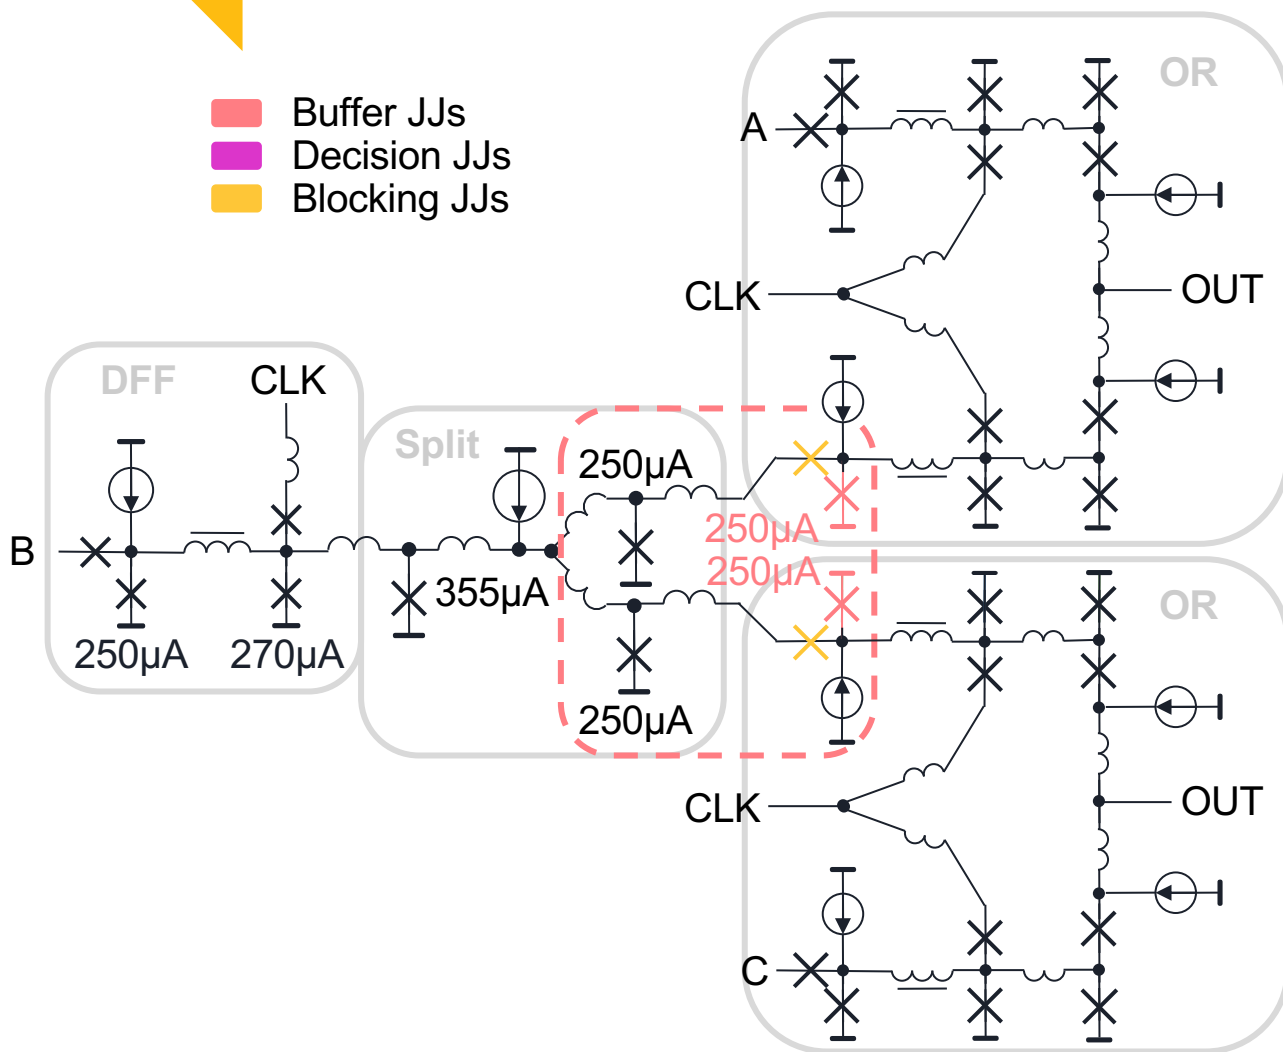 Buffer JJs
Decision JJs
Blocking JJs
OR
A
CLK
OUT
DFF
CLK
Split
250µA
250µA
250µA
B
355µA
250µA
270µA
250µA
OR
CLK
OUT
C